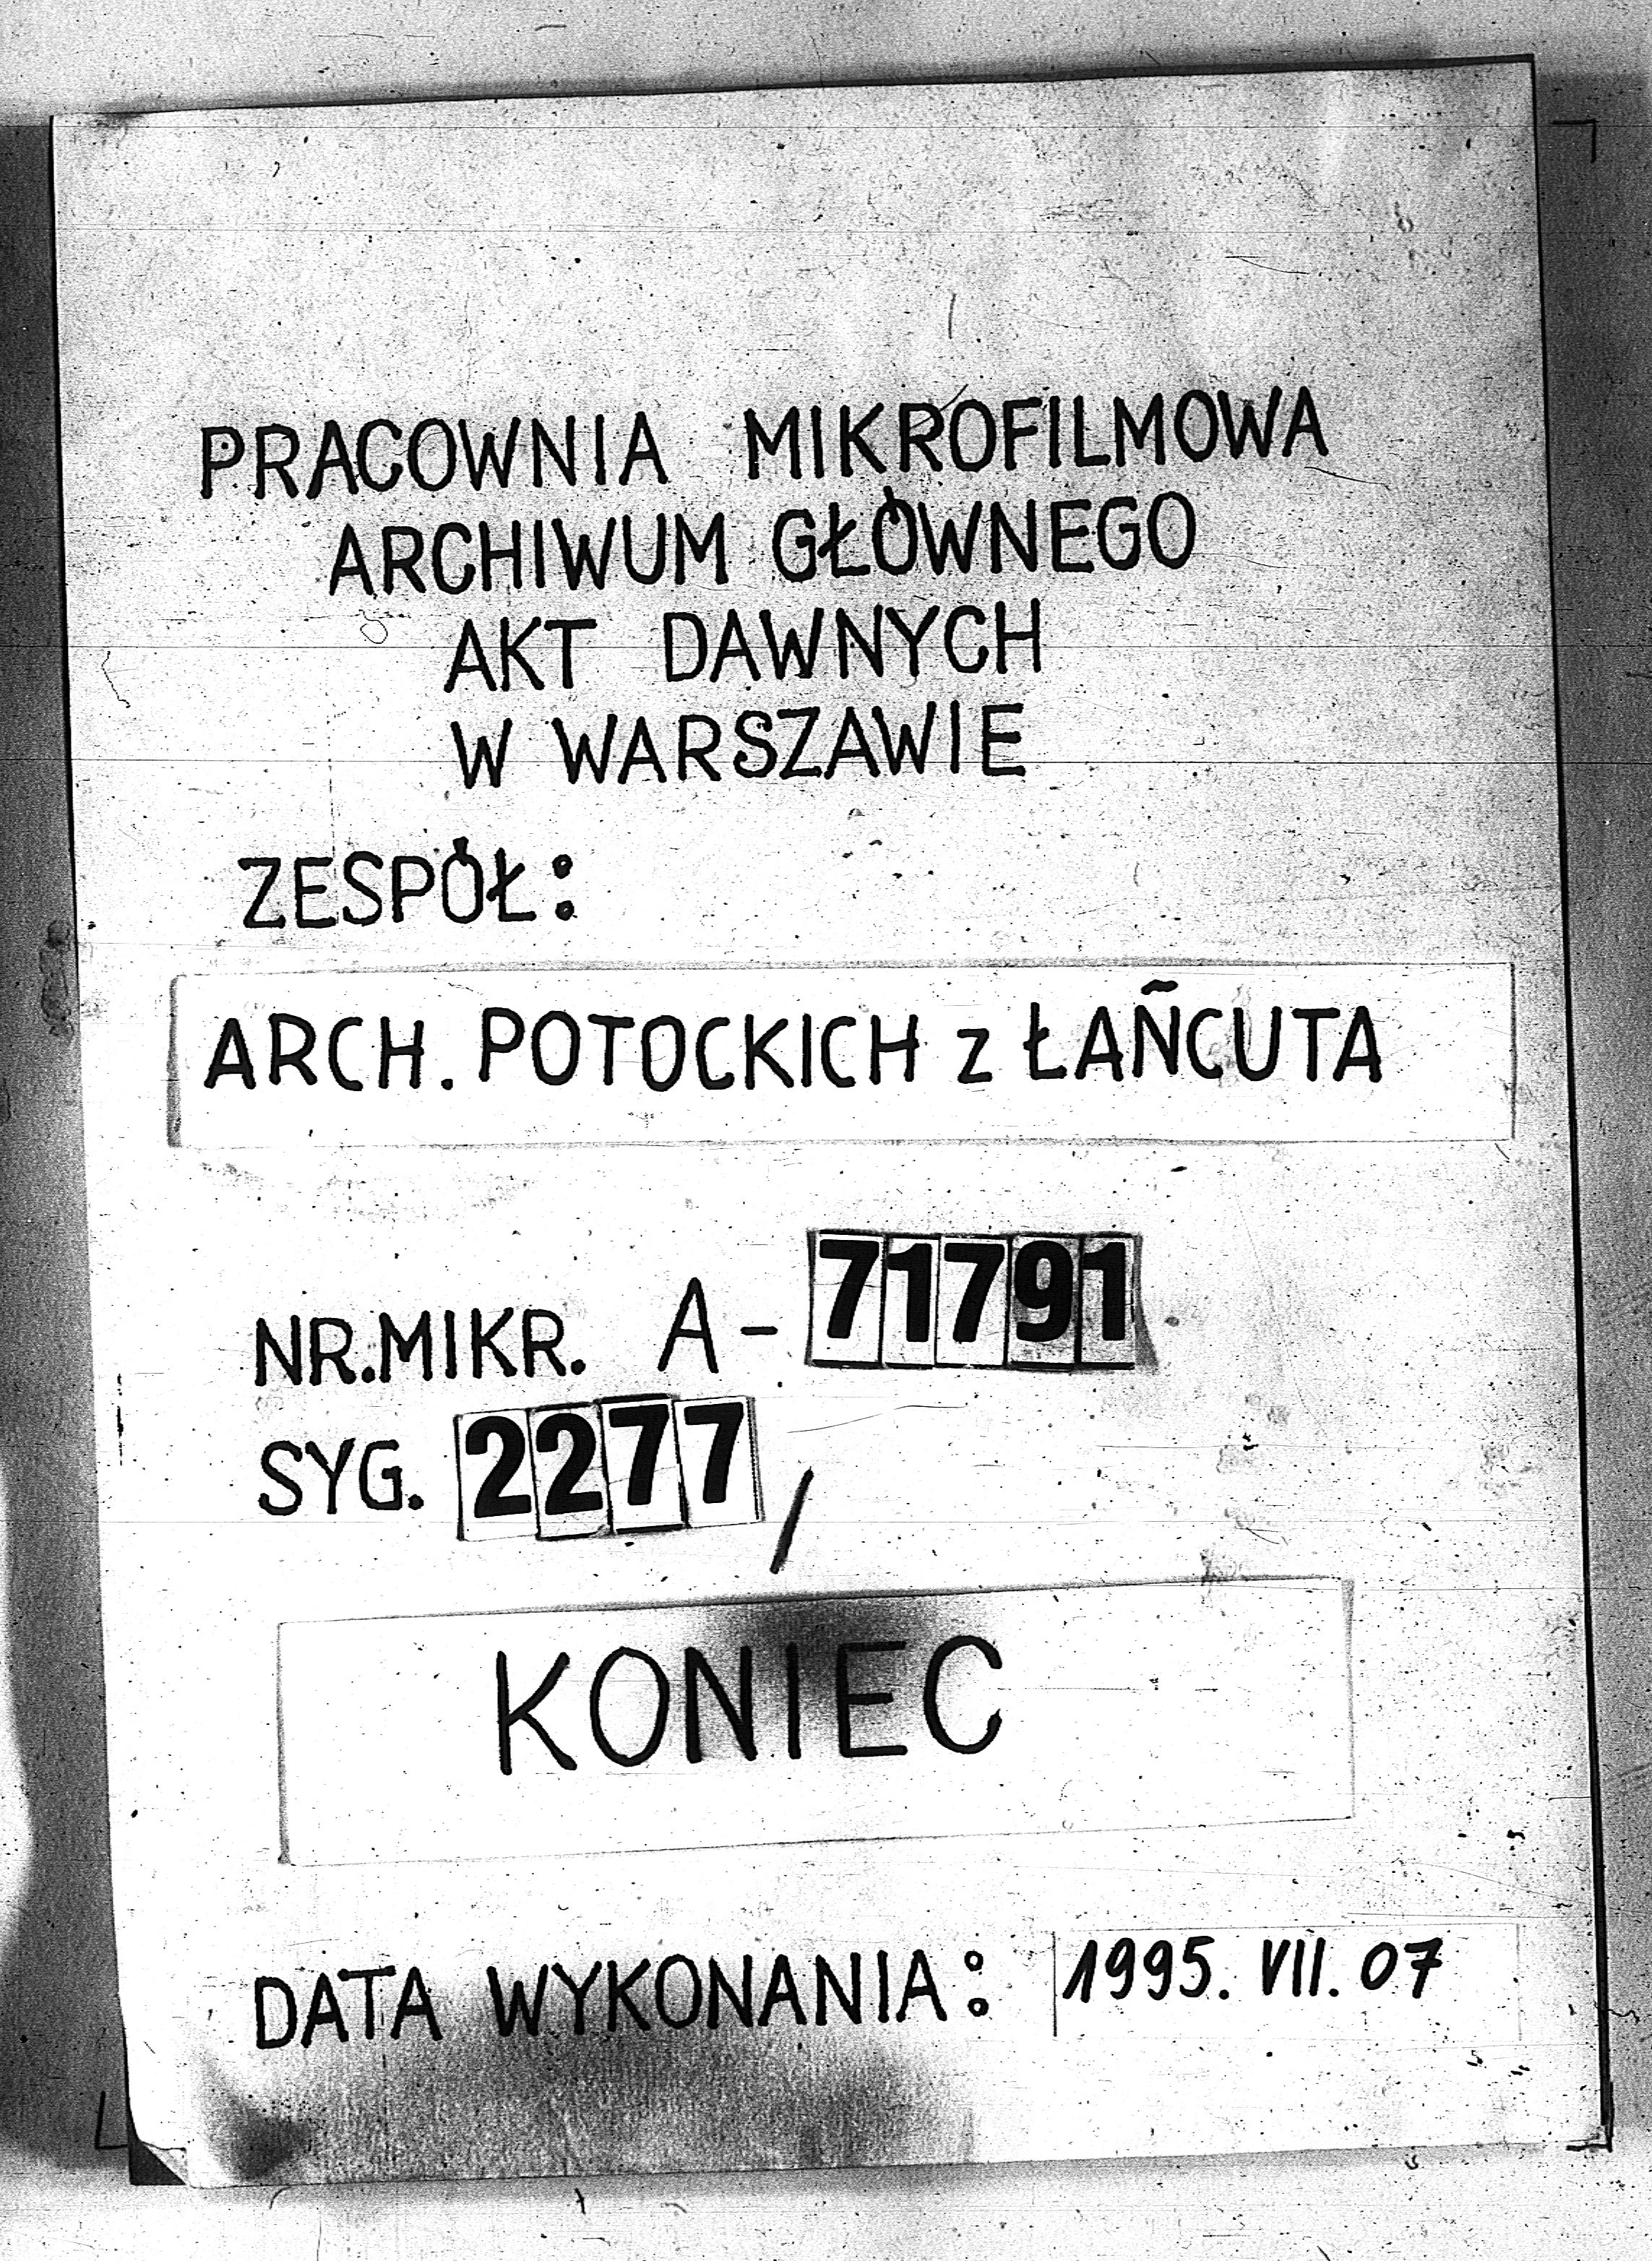 PRACOWNIA MIKROFILMOWA
ARCHIWUM GŁÓWNEGO
AKT DAWNYCH
W WARSZAWIE
ZESPÓŁ:
ARCH. POTOCKICH z ŁAŃCUTA
NR.MIKR. A-71791
SYG. 2277/
KONIEC
DATA WYKONANIA: 1995. VII. 07